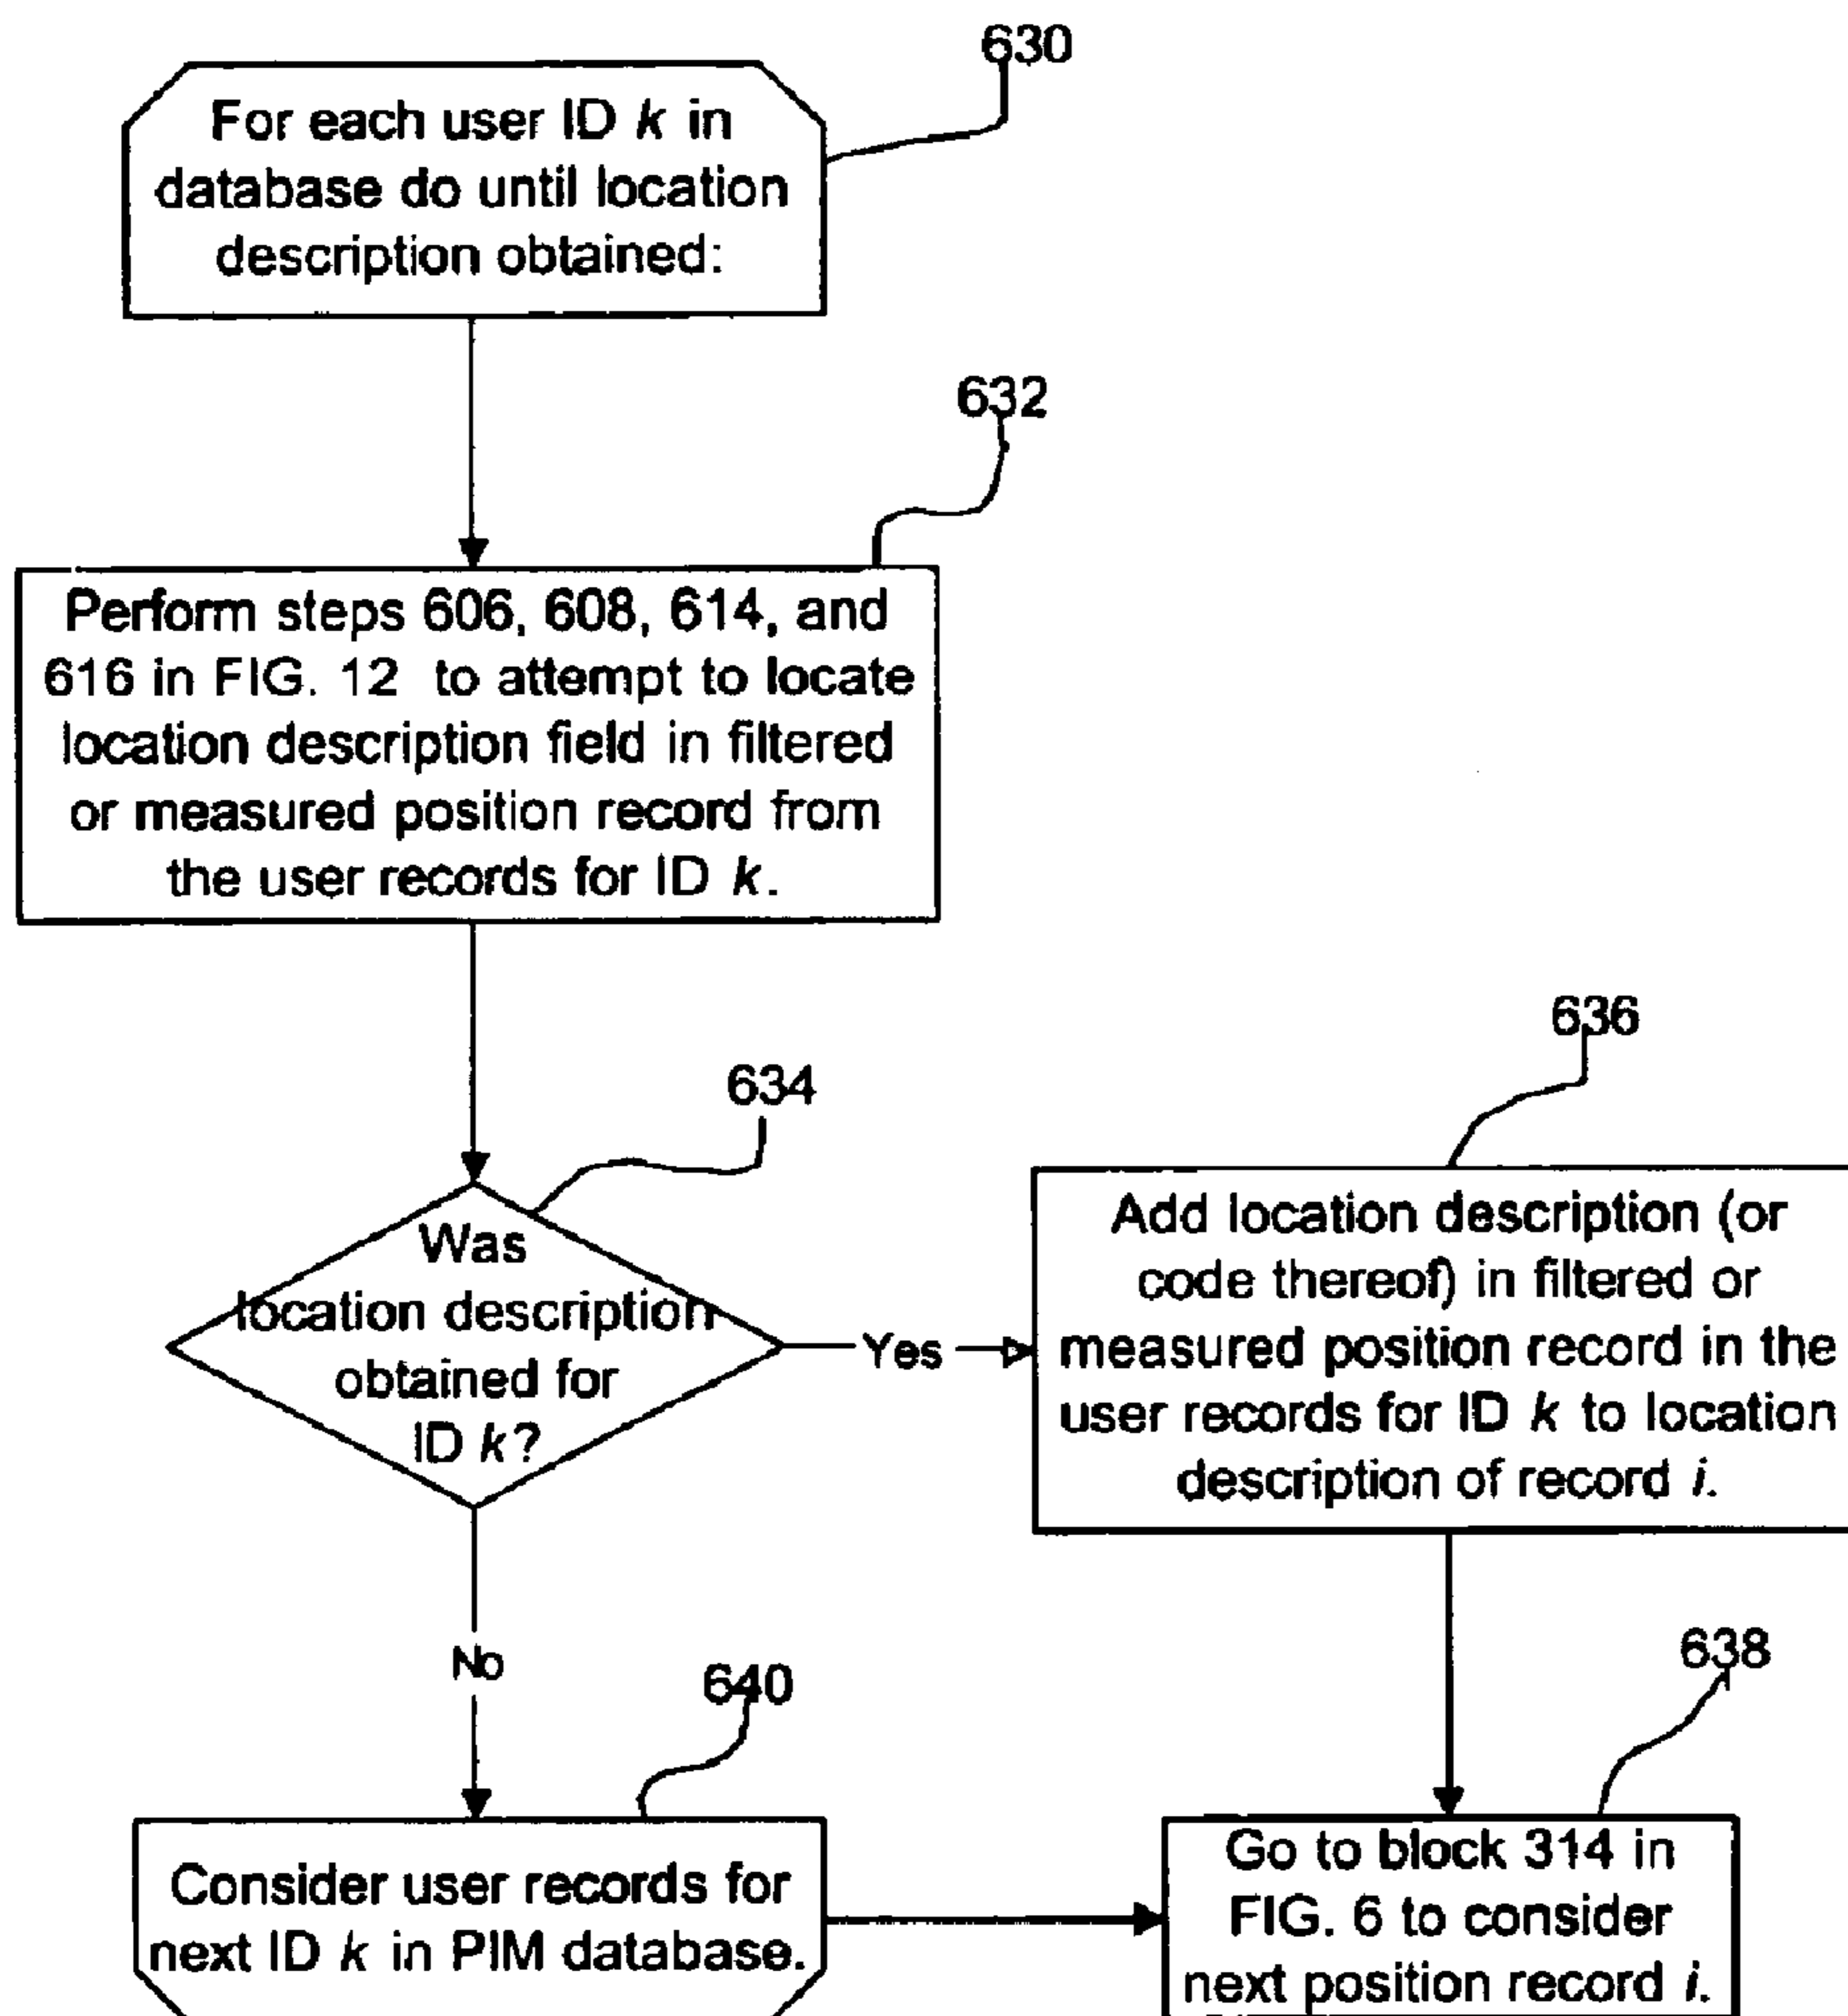 630
For each user ID k in
database do until location
description obtained:
632
Perform steps 606, 608, 614, and
616 in FIG. 12 to attempt to locate
location description field in filtered
or measured position record from
the user records for ID k.
634
Was
location description
obtained for
ID k?
Yes
636
Add location description (or
code thereof) in filtered or
measured position record in the
user records for ID k to location
description of record i.
No
640
Consider user records for
next ID k in PIM database.
638
Go to block 314 in
FIG. 6 to consider
next position record i.